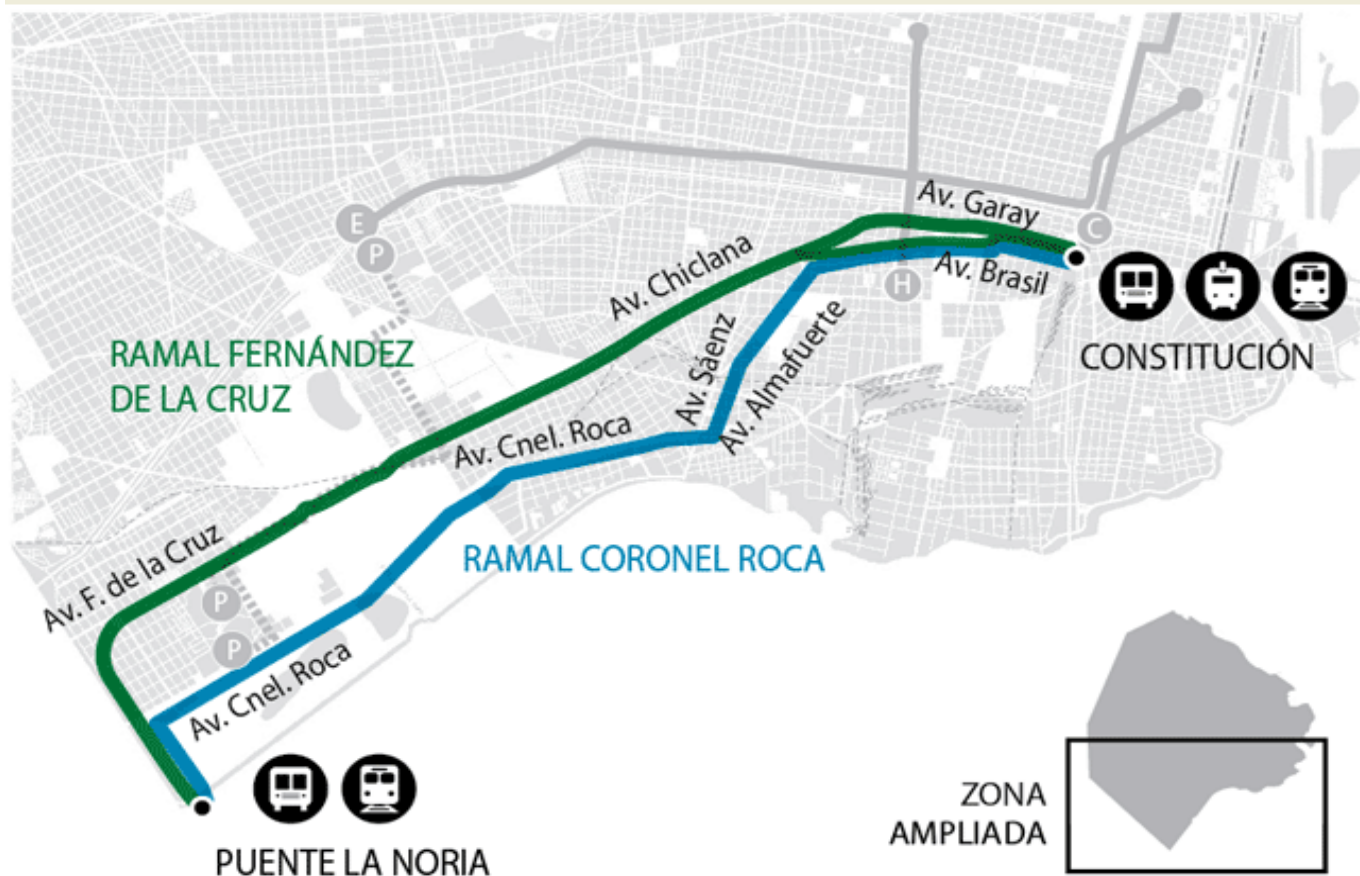 Av. Garay
C
E
P
Av. Chiclana
H
Av. Brasil
CONSTITUCIÓN
RAMAL FERNÁNDEZ
DE LA CRUZ
Av. Sáenz
Av. Almafuerte
Av. Cnel. Roca
RAMAL CORONEL ROCA
Av. F. de la Cruz
P
P
Av. Cnel. Roca
PUENTE LA NORIA
ZONA
AMPLIADA